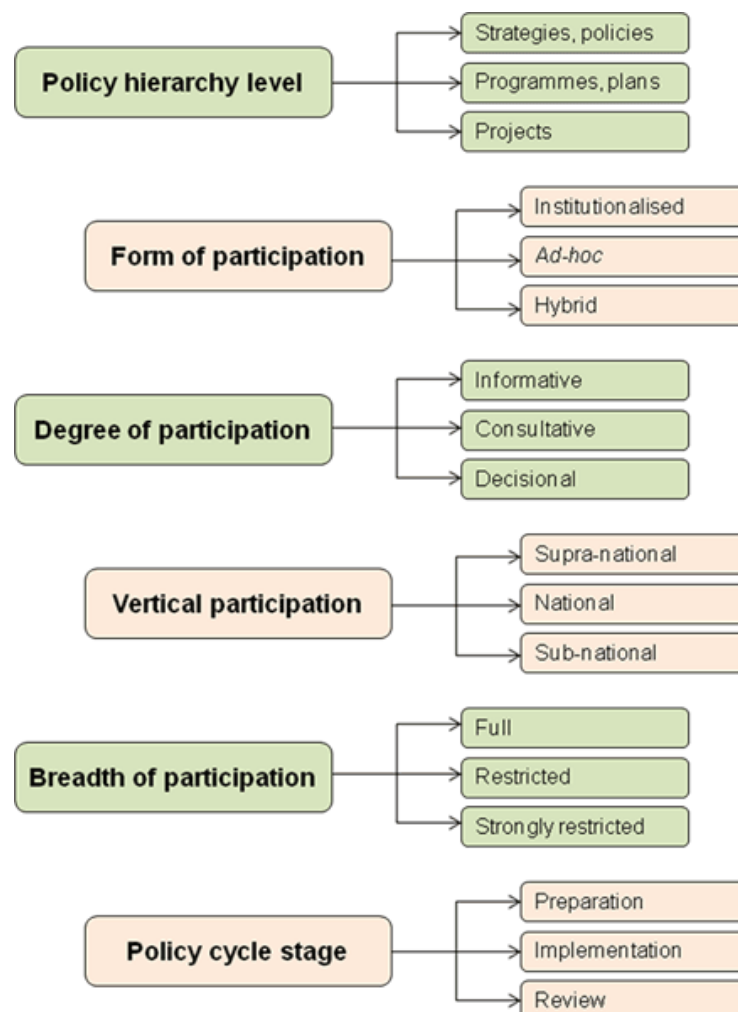 Policy hierarchy level
Strategies, policies
Programmes, plans
Projects
Form of participation
Institutionalised
Ad-hoc
Hybrid
Degree of participation
Informative
Consultative
Decisional
Vertical participation
Supra-national
National
Sub-national
Breadth of participation
Full
Restricted
Strongly restricted
Policy cycle stage
Preparation
Implementation
Review